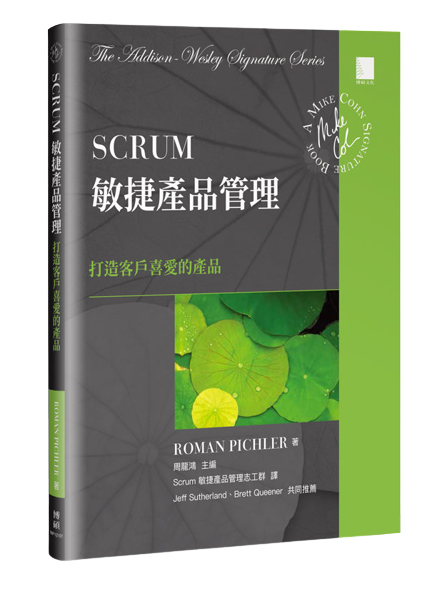 The Addison-Wesley Signature Series
A MIKE COHN SIGNATURE BOOK
Mike Cohn
SCRUM
敏捷產品管理
打造客戶喜愛的產品
ROMAN PICHLER 著
周龍鴻 主編
Scrum 敏捷產品管理志工群 譯
Jeff Sutherland、Brett Queener 共同推薦
SCRUM 敏捷產品管理 打造客戶喜愛的產品
ROMAN PICHLER 著
博碩